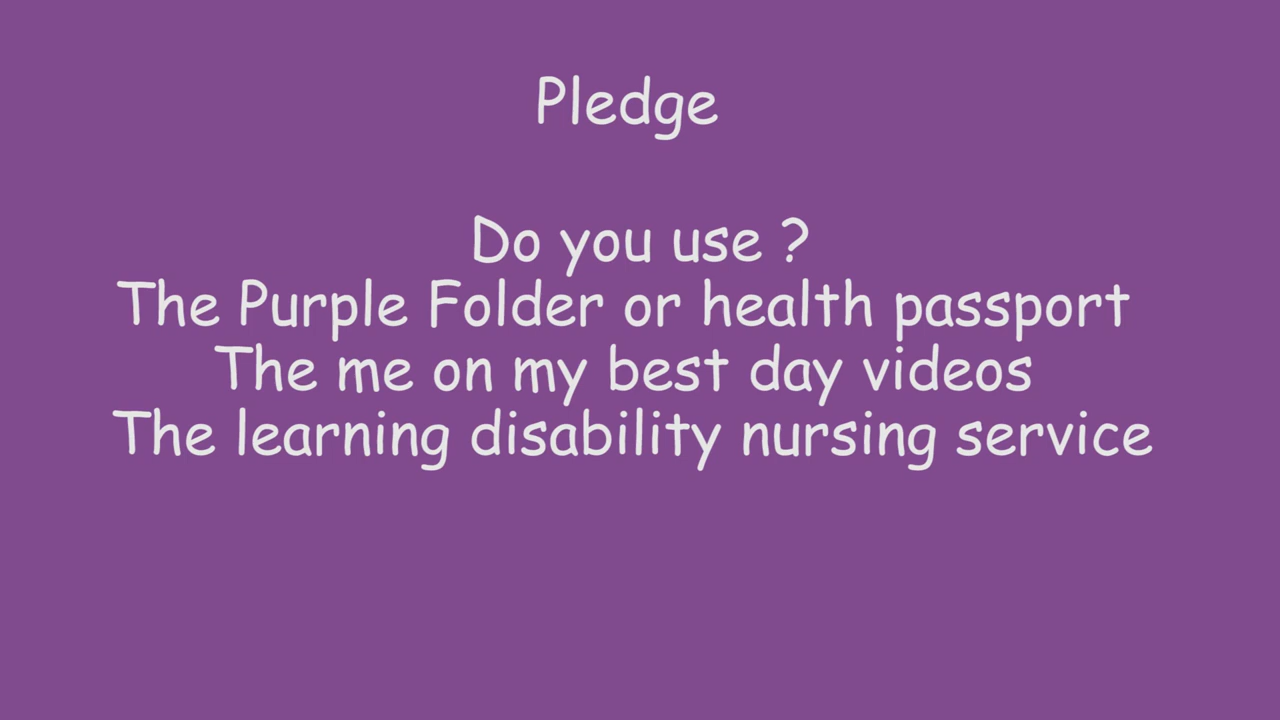 Pledge
Do you use ?
The Purple Folder or health passport
The me on my best day videos
The learning disability nursing service